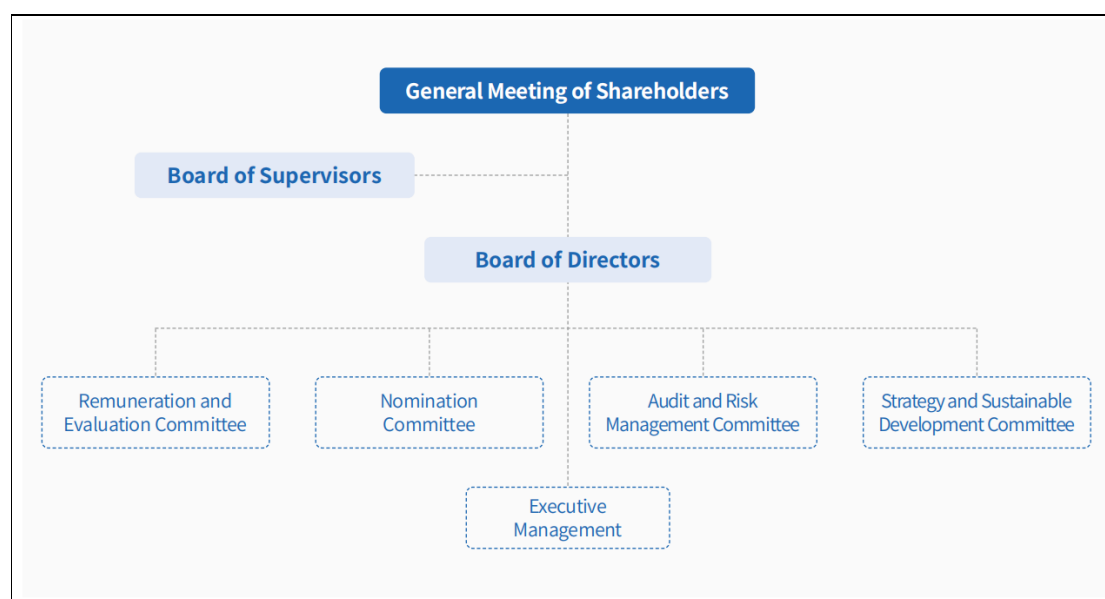 General Meeting of Shareholders
Board of Supervisors
Board of Directors
Remuneration and
Evaluation Committee
Nomination
Committee
Audit and Risk
Management Committee
Strategy and Sustainable
Development Committee
Executive
Management